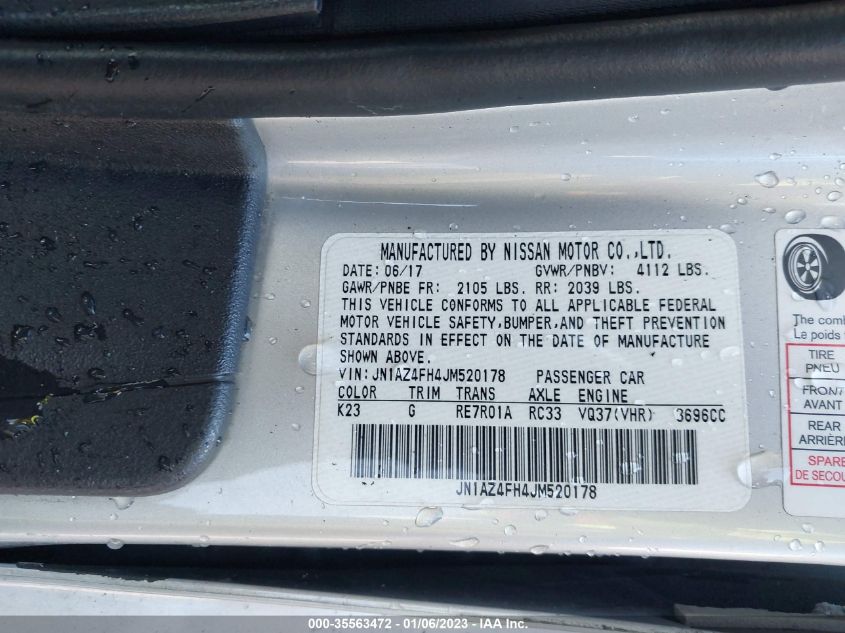 MANUFACTURED BY NISSAN MOTOR CO.,LTD.
DATE: 06/17 GVWR/PNBV: 4112 LBS.
GAWR/PNBE FR: 2105 LBS. RR: 2039 LBS.
THIS VEHICLE CONFORMS TO ALL APPLICABLE FEDERAL
MOTOR VEHICLE SAFETY,BUMPER,AND THEFT PREVENTION
STANDARDS IN EFFECT ON THE DATE OF MANUFACTURE
SHOWN ABOVE.
VIN:JN1AZ4FH4JM520178 PASSENGER CAR
COLOR TRIM TRANS AXLE ENGINE
K23 G RE7R01A RC33 VQ37(VHR) 3696CC
JN1AZ4FH4JM520178
The com
Le poids
TIRE
PNEU
FRONT
AVANT
REAR
ARRIÈRE
SPARE
DE SECOU
000-35563472 - 01/06/2023 - IAAI.com